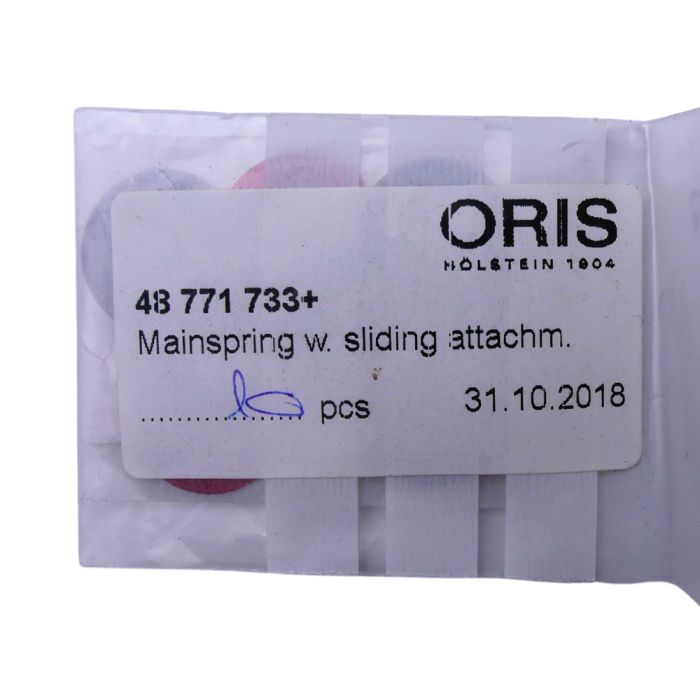 ORIS
HÖLSTEIN 1904
48 771 733+
Mainspring w. sliding attachm.
.................. pcs 31.10.2018